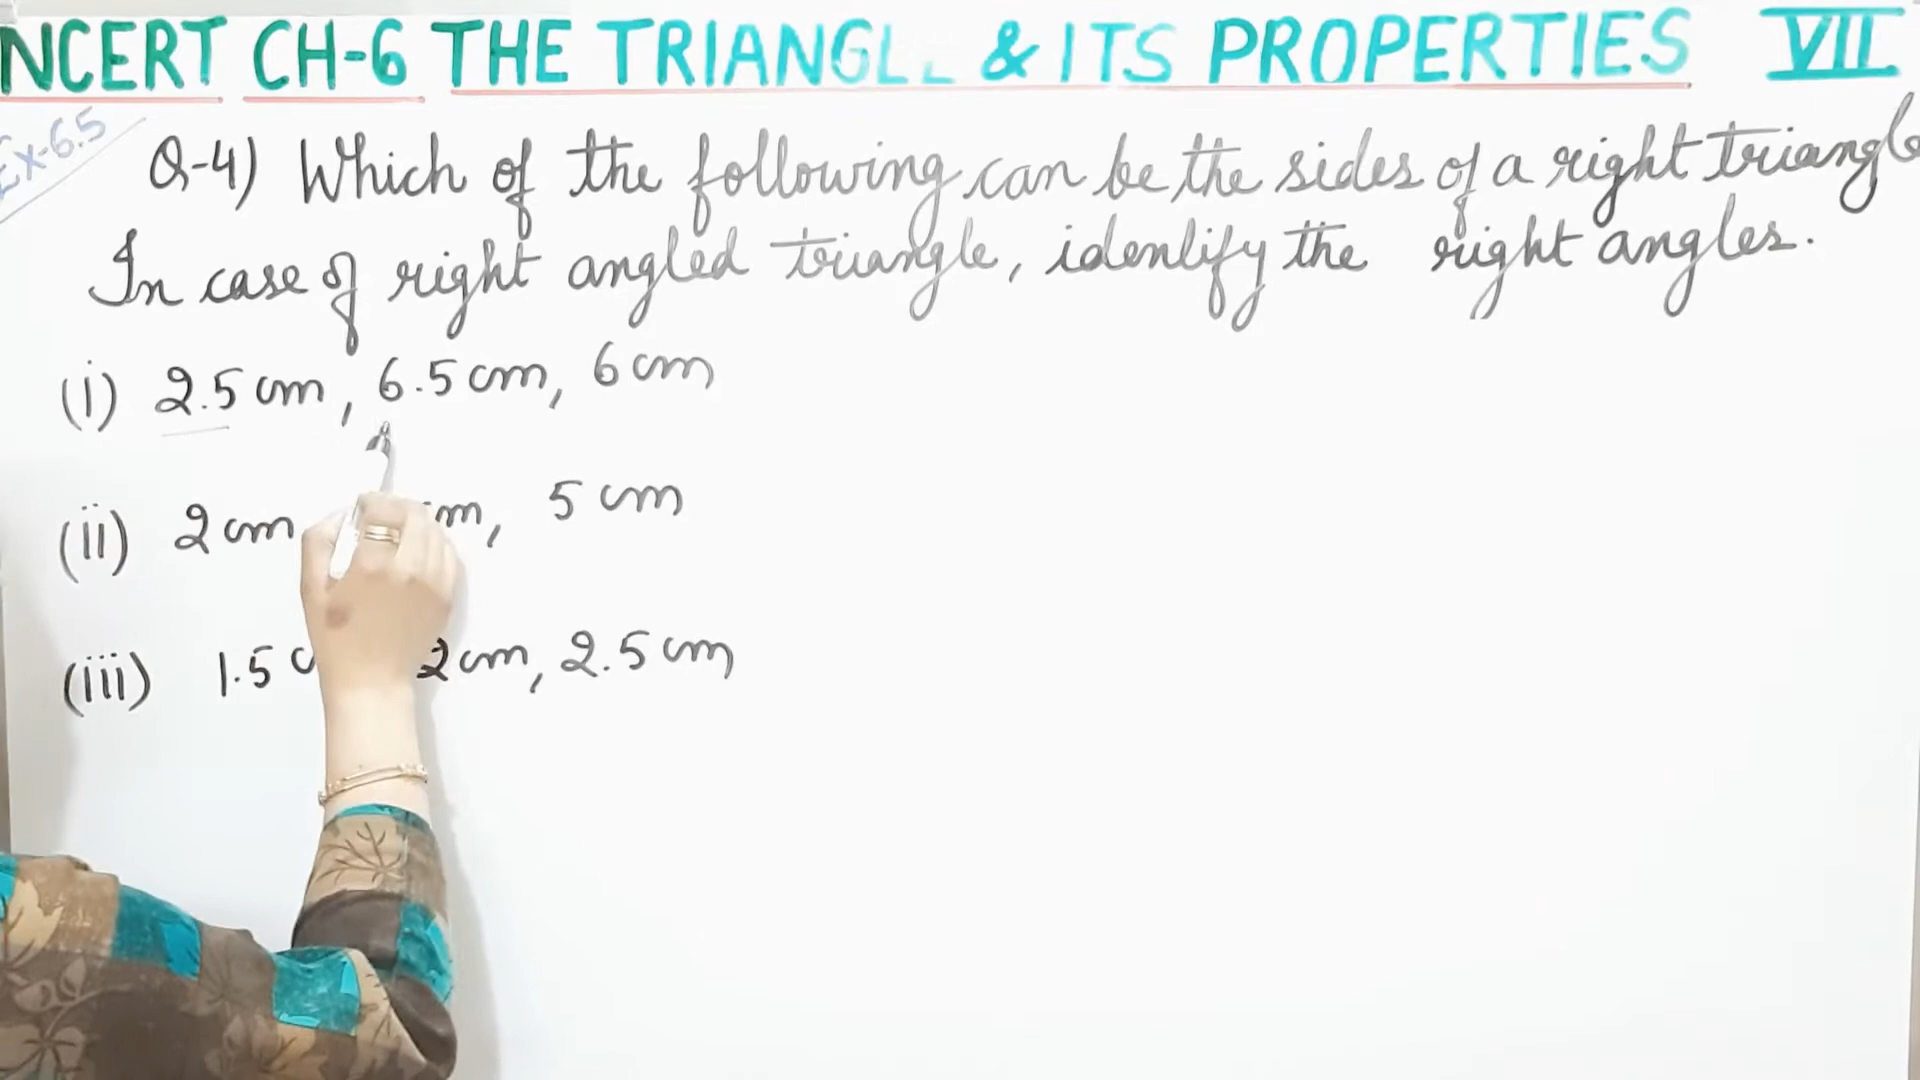 NCERT CH-6 THE TRIANGLE & ITS PROPERTIES VII
Ex-6.5
Q-4) Which of the following can be the sides of a right triangle
In case of right angled triangle, identify the right angles.
(i) 2.5 cm, 6.5 cm, 6 cm
(ii) 2 cm cm, 5 cm
(iii) 1.5 c 2 cm, 2.5 cm